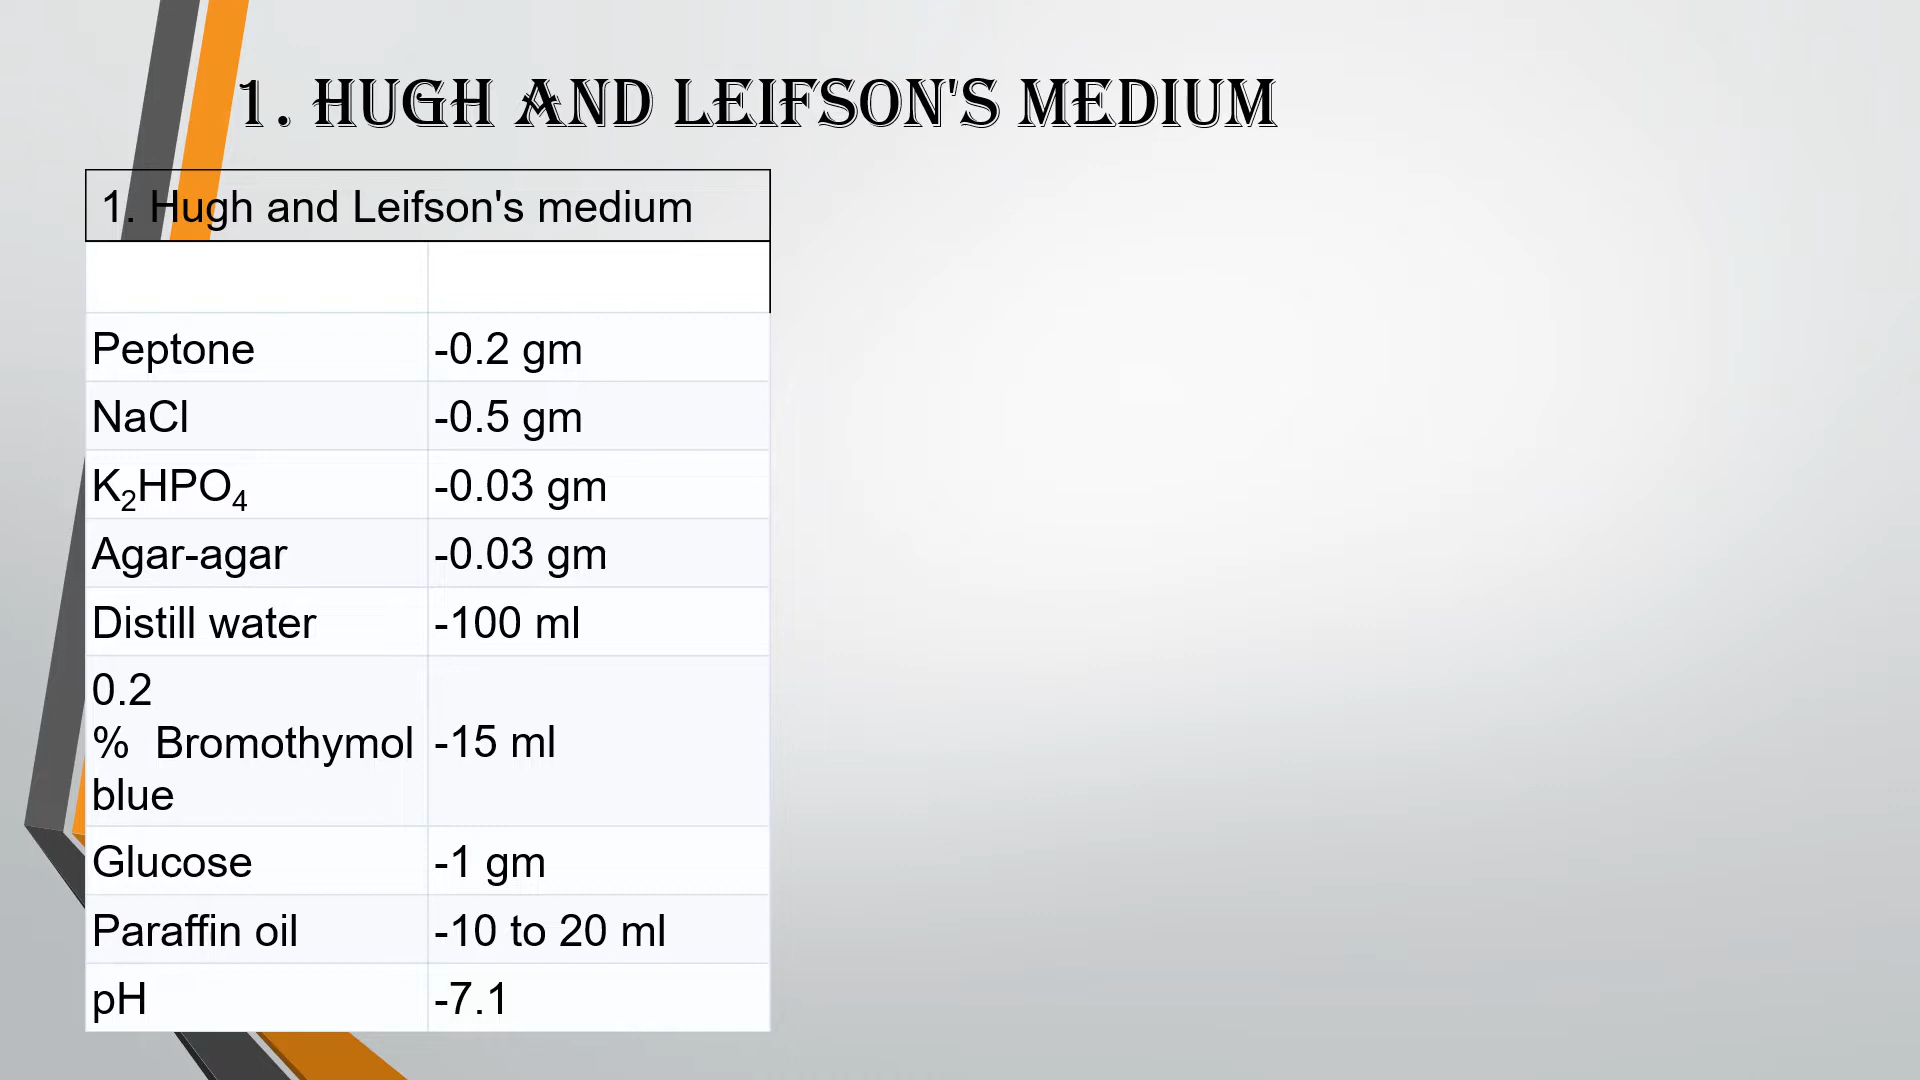 1. HUGH AND LEIFSON'S MEDIUM
1. Hugh and Leifson's medium
Peptone -0.2 gm
NaCl -0.5 gm
K₂HPO₄ -0.03 gm
Agar-agar -0.03 gm
Distill water -100 ml
0.2
% Bromothymol -15 ml
blue
Glucose -1 gm
Paraffin oil -10 to 20 ml
pH -7.1